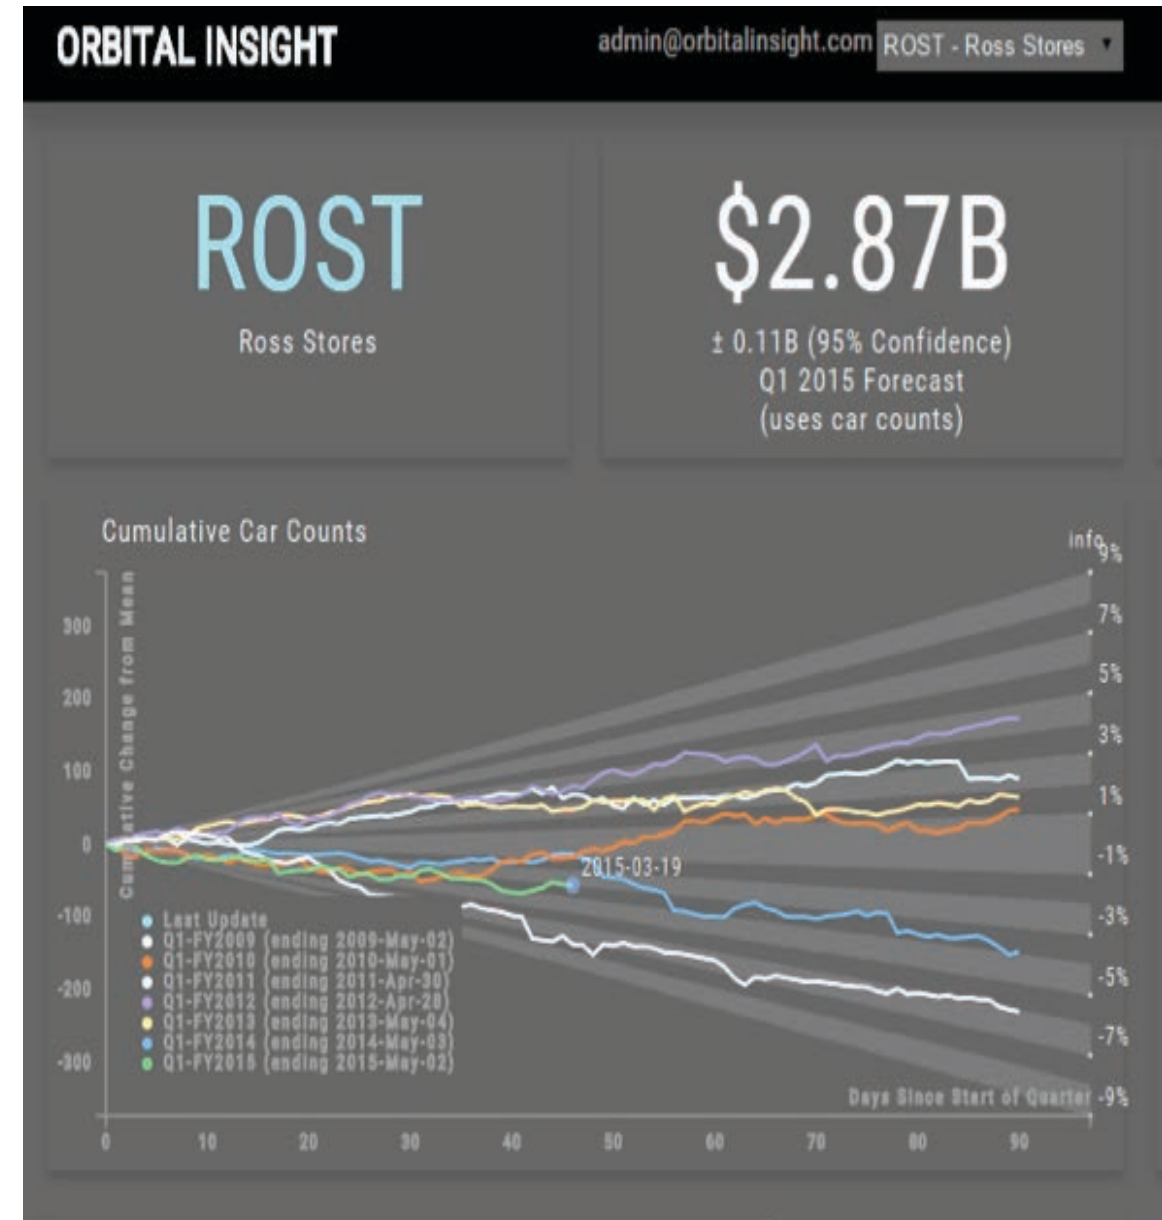 ORBITAL INSIGHT
admin@orbitalinsight.com ROST - Ross Stores
ROST
Ross Stores
$2.87B
± 0.11B (95% Confidence)
Q1 2015 Forecast
(uses car counts)
Cumulative Car Counts
info
9%
7%
5%
3%
1%
-1%
-3%
-5%
-7%
-9%
Cumulative Change from Mean
300
200
100
0
-100
-200
-300
2015-03-19
Last Update
Q1-FY2009 (ending 2009-May-02)
Q1-FY2010 (ending 2010-May-01)
Q1-FY2011 (ending 2011-Apr-30)
Q1-FY2012 (ending 2012-Apr-28)
Q1-FY2013 (ending 2013-May-04)
Q1-FY2014 (ending 2014-May-03)
Q1-FY2015 (ending 2015-May-02)
Days Since Start of Quarter
0 10 20 30 40 50 60 70 80 90